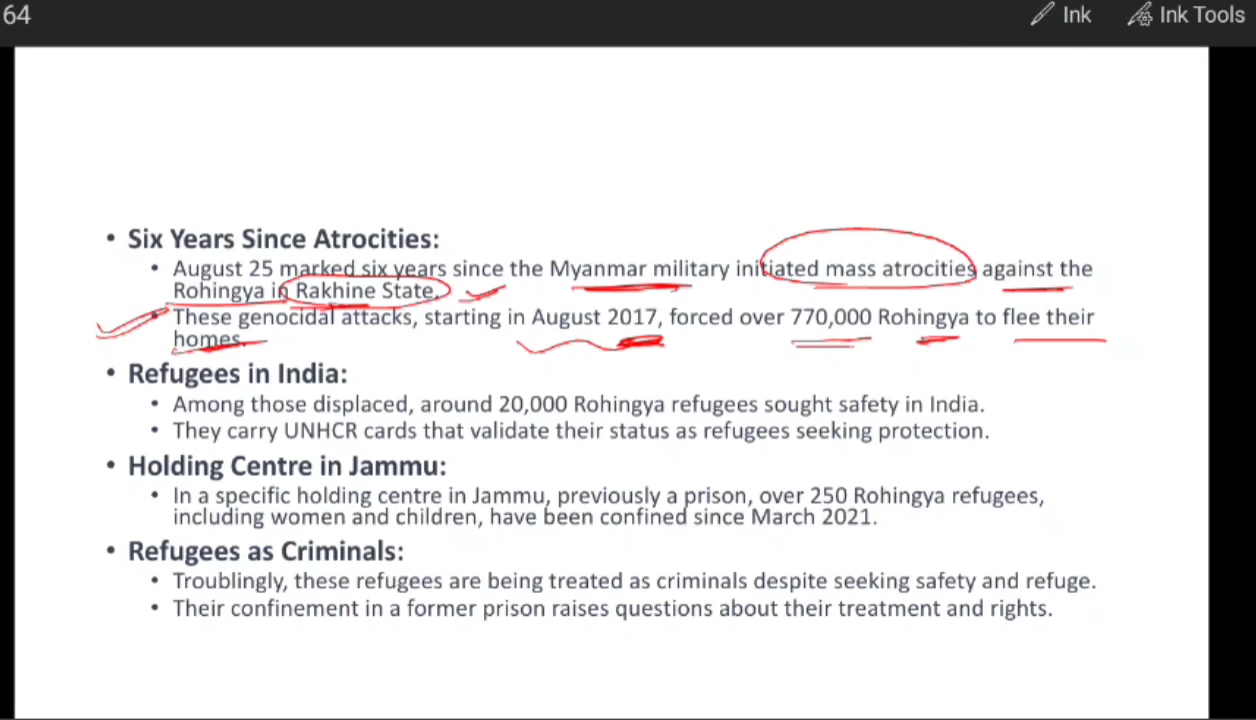 64
Ink
Ink Tools
• Six Years Since Atrocities:
• August 25 marked six years since the Myanmar military initiated mass atrocities against the
Rohingya in Rakhine State.
• These genocidal attacks, starting in August 2017, forced over 770,000 Rohingya to flee their
homes.
• Refugees in India:
• Among those displaced, around 20,000 Rohingya refugees sought safety in India.
• They carry UNHCR cards that validate their status as refugees seeking protection.
• Holding Centre in Jammu:
• In a specific holding centre in Jammu, previously a prison, over 250 Rohingya refugees,
including women and children, have been confined since March 2021.
• Refugees as Criminals:
• Troublingly, these refugees are being treated as criminals despite seeking safety and refuge.
• Their confinement in a former prison raises questions about their treatment and rights.